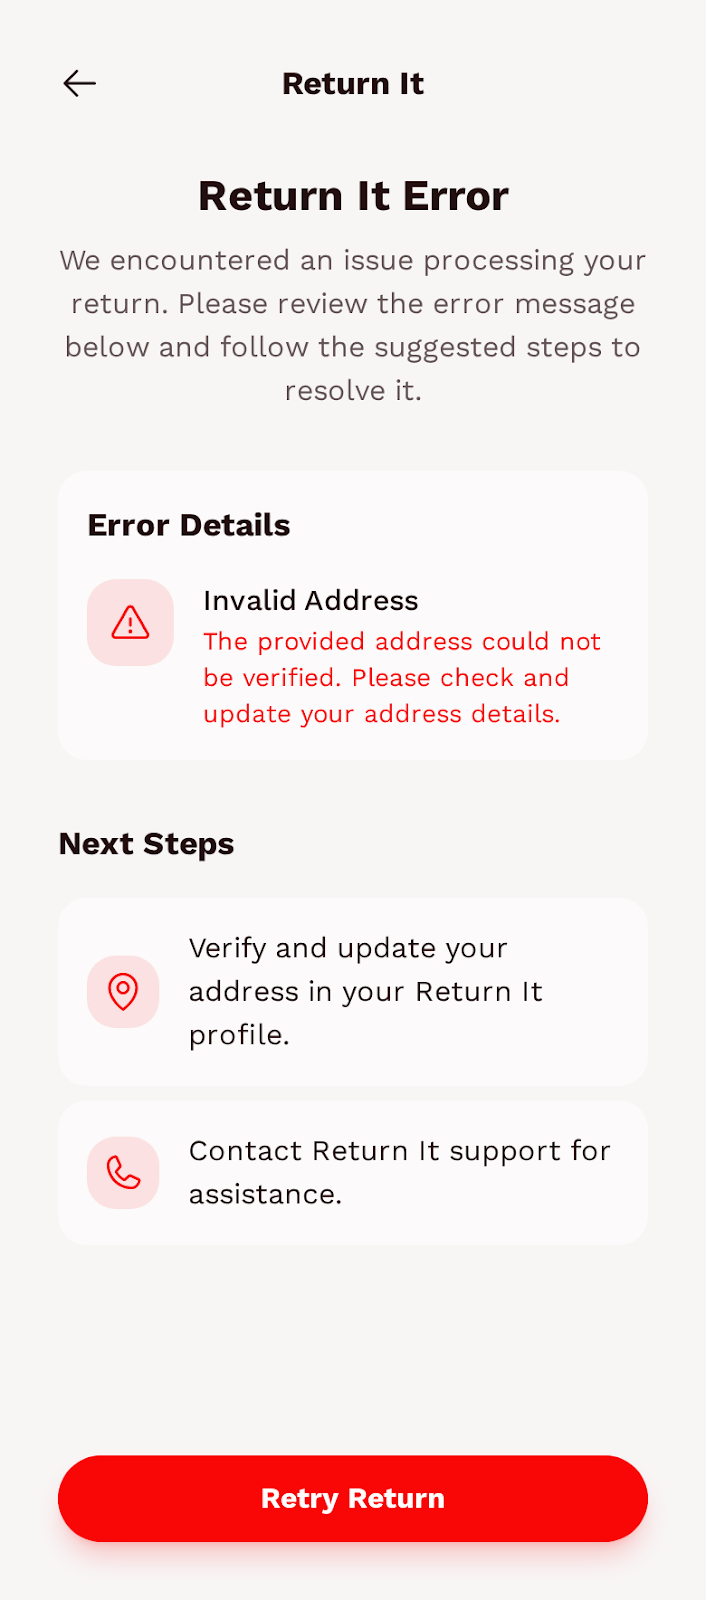 Return It
Return It Error
We encountered an issue processing your
return. Please review the error message
below and follow the suggested steps to
resolve it.
Error Details
Invalid Address
The provided address could not
be verified. Please check and
update your address details.
Next Steps
Verify and update your
address in your Return It
profile.
Contact Return It support for
assistance.
Retry Return